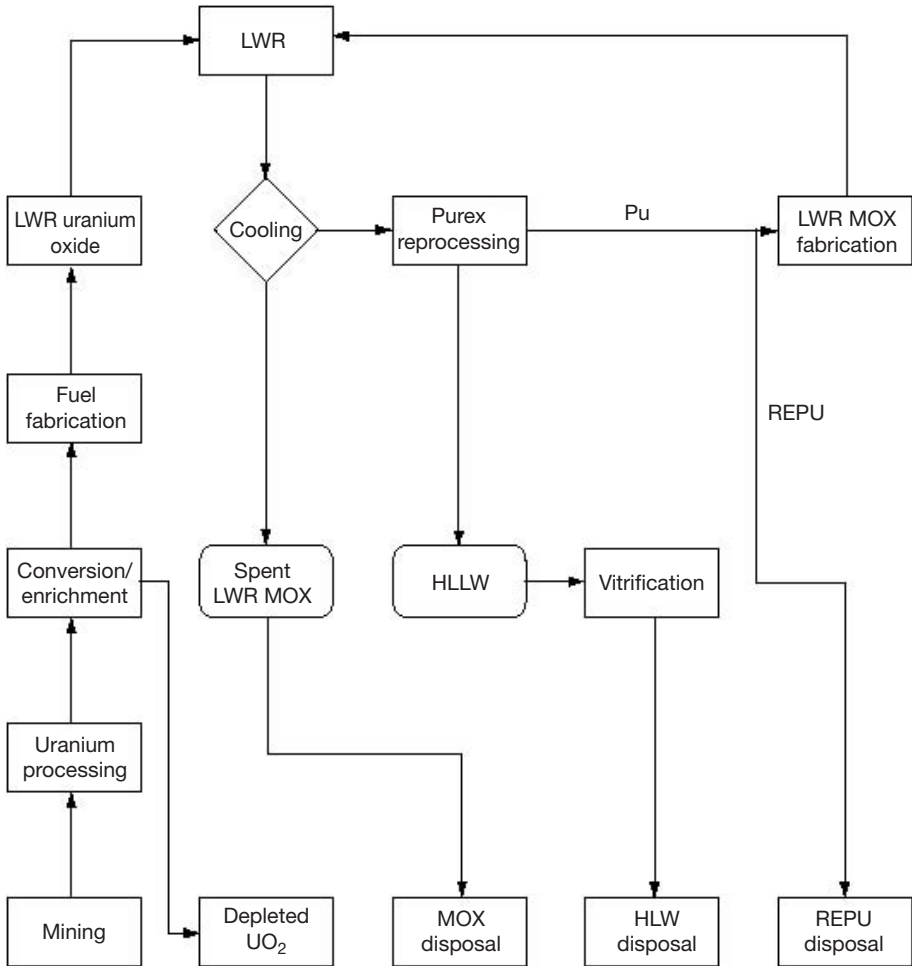 LWR
LWR uranium
oxide
Cooling
Purex
reprocessing
Pu
LWR MOX
fabrication
Fuel
fabrication
REPU
Conversion/
enrichment
Spent
LWR MOX
HLLW
Vitrification
Uranium
processing
Mining
Depleted
UO₂
MOX
disposal
HLW
disposal
REPU
disposal